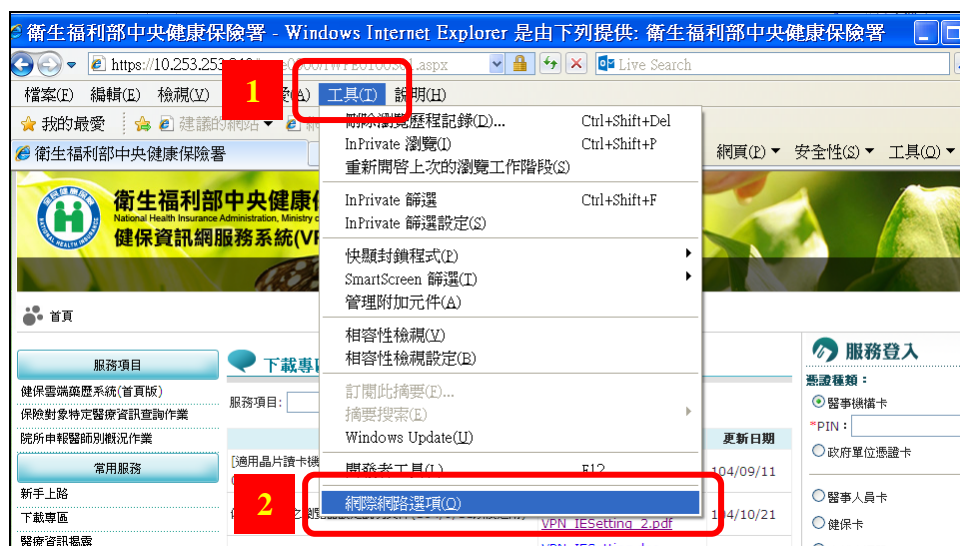 衛生福利部中央健康保險署 - Windows Internet Explorer 是由下列提供: 衛生福利部中央健康保險署
https://10.253.253
.aspx
Live Search
檔案(F) 編輯(E) 檢視(V) 工具(T) 說明(H)
1
我的最愛 建議的網站
衛生福利部中央健康保險署
網頁(P) 安全性(S) 工具(O)
刪除瀏覽歷程記錄(D)... Ctrl+Shift+Del
InPrivate 瀏覽(I) Ctrl+Shift+P
重新開啓上次的瀏覽工作階段(S)
InPrivate 篩選 Ctrl+Shift+F
InPrivate 篩選設定(S)
快顯封鎖程式(P)
SmartScreen 篩選(T)
管理附加元件(A)
相容性檢視(V)
相容性檢視設定(B)
訂閱此摘要(F)...
摘要搜索(E)
Windows Update(U)
開發者工具(L) F12
網際網路選項(O)
2
衛生福利部中央健康
National Health Insurance Administration, Ministry
健保資訊網服務系統(VP
首頁
服務項目
健保雲端藥歷系統(首頁版)
保險對象特定醫療資訊查詢作業
院所申報醫師別概況作業
常用服務
新手上路
下載專區
醫療資訊揭露
下載專
服務項目:
更新日期
[適用晶片讀卡機
104/09/11
VPN_IESetting_2.pdf
104/10/21
服務登入
憑證種類：
醫事機構卡
*PIN：
政府單位憑證卡
醫事人員卡
健保卡